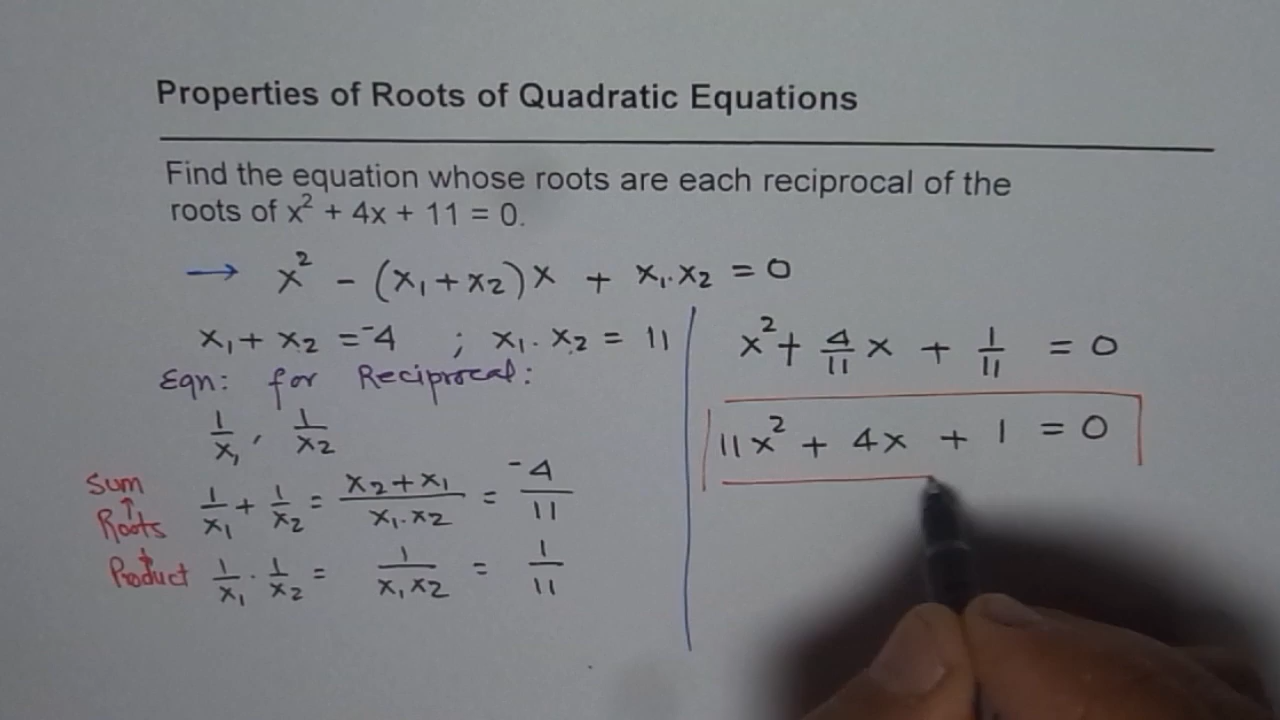 Properties of Roots of Quadratic Equations
Find the equation whose roots are each reciprocal of the
roots of x² + 4x + 11 = 0.
→ x² - (x₁ + x₂)x + x₁.x₂ = 0
x₁ + x₂ = ⁻4 ; x₁. x₂ = 11
Eqn: for Reciprocal:
1/x₁ , 1/x₂
Sum
↑
Roots
↓
Product
1/x₁ + 1/x₂ = (x₂ + x₁)/(x₁.x₂) = ⁻4/11
1/x₁ . 1/x₂ = 1/(x₁x₂) = 1/11
x² + 4/11 x + 1/11 = 0
11x² + 4x + 1 = 0